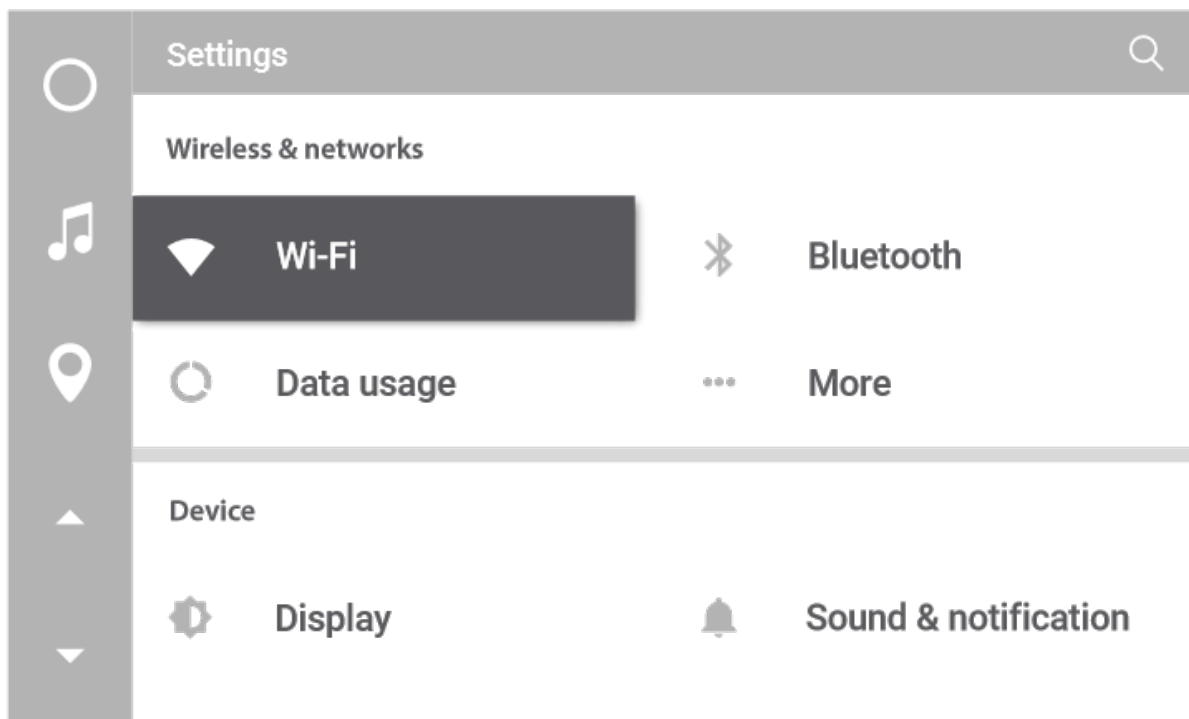 Settings
Wireless & networks
Wi-Fi
Bluetooth
Data usage
More
Device
Display
Sound & notification